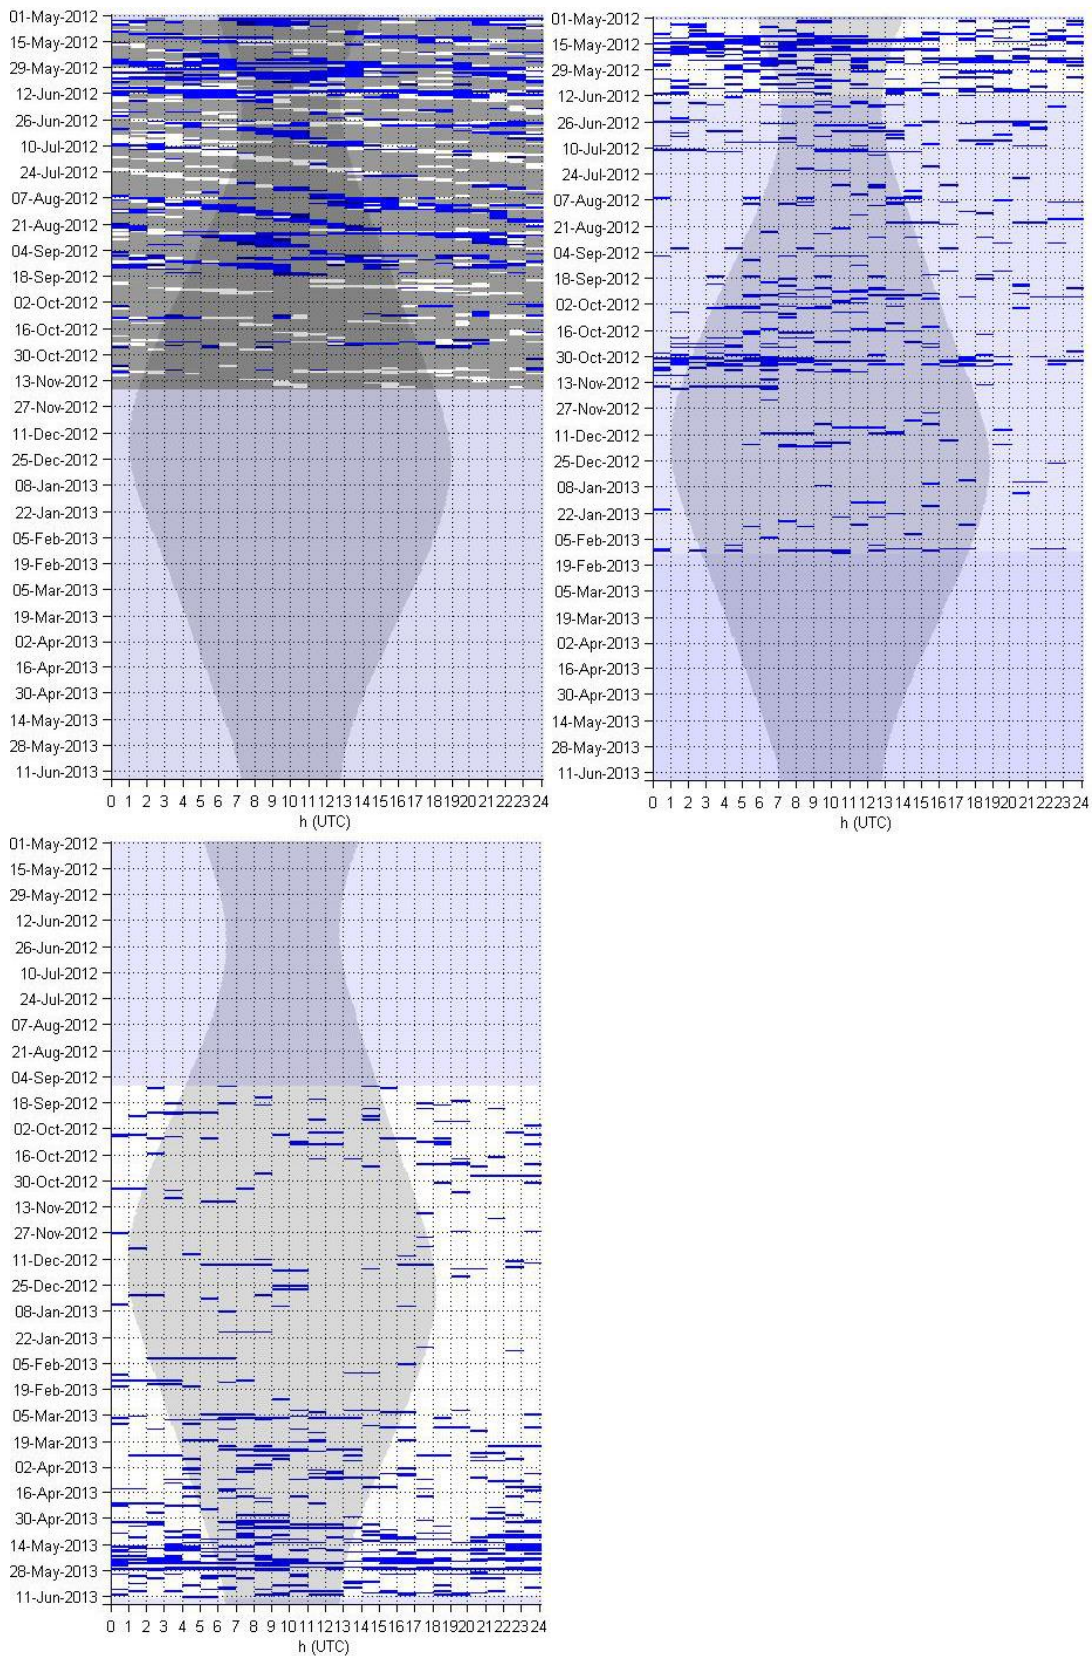 01-May-2012
15-May-2012
29-May-2012
12-Jun-2012
26-Jun-2012
10-Jul-2012
24-Jul-2012
07-Aug-2012
21-Aug-2012
04-Sep-2012
18-Sep-2012
02-Oct-2012
16-Oct-2012
30-Oct-2012
13-Nov-2012
27-Nov-2012
11-Dec-2012
25-Dec-2012
08-Jan-2013
22-Jan-2013
05-Feb-2013
19-Feb-2013
05-Mar-2013
19-Mar-2013
02-Apr-2013
16-Apr-2013
30-Apr-2013
14-May-2013
28-May-2013
11-Jun-2013
0 1 2 3 4 5 6 7 8 9 10 11 12 13 14 15 16 17 18 19 20 21 22 23 24
h (UTC)
01-May-2012
15-May-2012
29-May-2012
12-Jun-2012
26-Jun-2012
10-Jul-2012
24-Jul-2012
07-Aug-2012
21-Aug-2012
04-Sep-2012
18-Sep-2012
02-Oct-2012
16-Oct-2012
30-Oct-2012
13-Nov-2012
27-Nov-2012
11-Dec-2012
25-Dec-2012
08-Jan-2013
22-Jan-2013
05-Feb-2013
19-Feb-2013
05-Mar-2013
19-Mar-2013
02-Apr-2013
16-Apr-2013
30-Apr-2013
14-May-2013
28-May-2013
11-Jun-2013
0 1 2 3 4 5 6 7 8 9 10 11 12 13 14 15 16 17 18 19 20 21 22 23 24
h (UTC)
01-May-2012
15-May-2012
29-May-2012
12-Jun-2012
26-Jun-2012
10-Jul-2012
24-Jul-2012
07-Aug-2012
21-Aug-2012
04-Sep-2012
18-Sep-2012
02-Oct-2012
16-Oct-2012
30-Oct-2012
13-Nov-2012
27-Nov-2012
11-Dec-2012
25-Dec-2012
08-Jan-2013
22-Jan-2013
05-Feb-2013
19-Feb-2013
05-Mar-2013
19-Mar-2013
02-Apr-2013
16-Apr-2013
30-Apr-2013
14-May-2013
28-May-2013
11-Jun-2013
0 1 2 3 4 5 6 7 8 9 10 11 12 13 14 15 16 17 18 19 20 21 22 23 24
h (UTC)